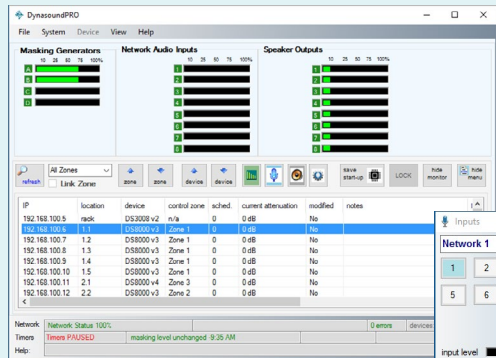 DynasoundPRO
File System Device View Help
Masking Generators
10 25 50 75 100%
A
B
C
D
Network Audio Inputs
10 25 50 75 100%
1
2
3
4
5
6
7
8
Speaker Outputs
10 25 50 75 100%
1
2
3
4
5
6
7
8
refresh
All Zones
Link Zone
zone zone device device
save start-up
LOCK
hide monitor
hide menu
IP location device control zone sched. current attenuation modified notes
192.168.100.5 rack DS3008 v2 n/a 0 0 dB No
192.168.100.6 1.1 DS8000 v3 Zone 1 0 0 dB No
192.168.100.7 1.2 DS8000 v3 Zone 1 0 0 dB No
192.168.100.8 1.3 DS8000 v3 Zone 1 0 0 dB No
192.168.100.9 1.4 DS8000 v3 Zone 1 0 0 dB No
192.168.100.10 1.5 DS8000 v3 Zone 1 0 0 dB No
192.168.100.11 2.1 DS8000 v4 Zone 3 0 0 dB No
192.168.100.12 2.2 DS8000 v3 Zone 2 0 0 dB No
Network Network Status 100% 0 errors devices
Timers Timers PAUSED masking level unchanged 9:35 AM
Help:
Inputs
Network 1
1 2
5 6
input level